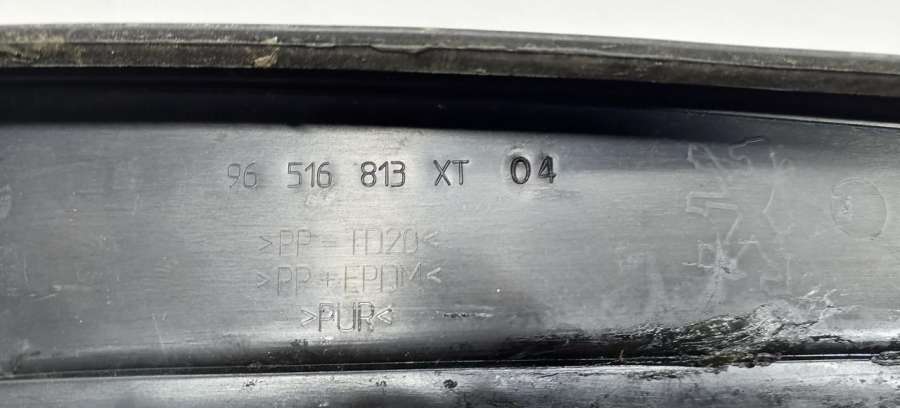 96 516 813 XT 04
>PP-TD20<
>PP+EPDM<
>PUR<